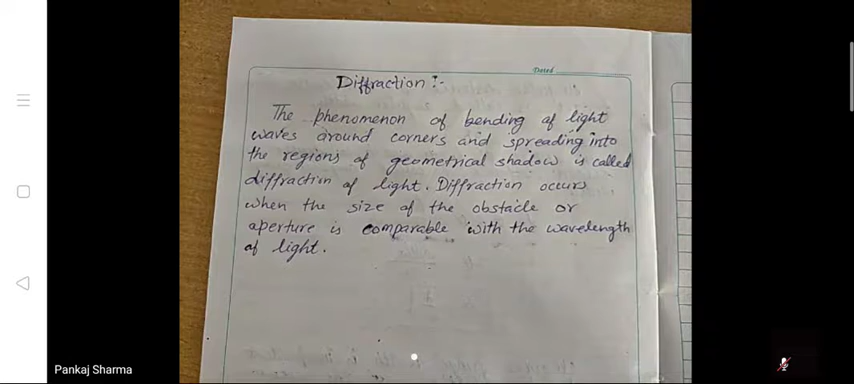 Dated
Diffraction :-
The phenomenon of bending of light
waves around corners and spreading into
the regions of geometrical shadow is called
diffraction of light. Diffraction occurs
when the size of the obstacle or
aperture is comparable with the wavelength
of light.
Pankaj Sharma